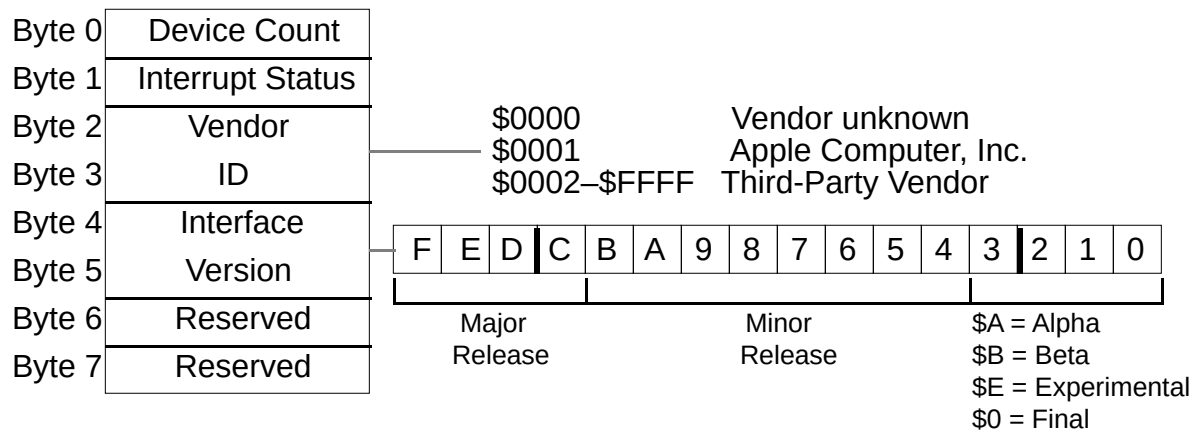 Byte 0 Device Count
Byte 1 Interrupt Status
Byte 2 Vendor
Byte 3 ID
$0000 Vendor unknown
$0001 Apple Computer, Inc.
$0002–$FFFF Third-Party Vendor
Byte 4 Interface
Byte 5 Version
F E D C B A 9 8 7 6 5 4 3 2 1 0
Byte 6 Reserved
Byte 7 Reserved
Major
Release
Minor
Release
$A = Alpha
$B = Beta
$E = Experimental
$0 = Final